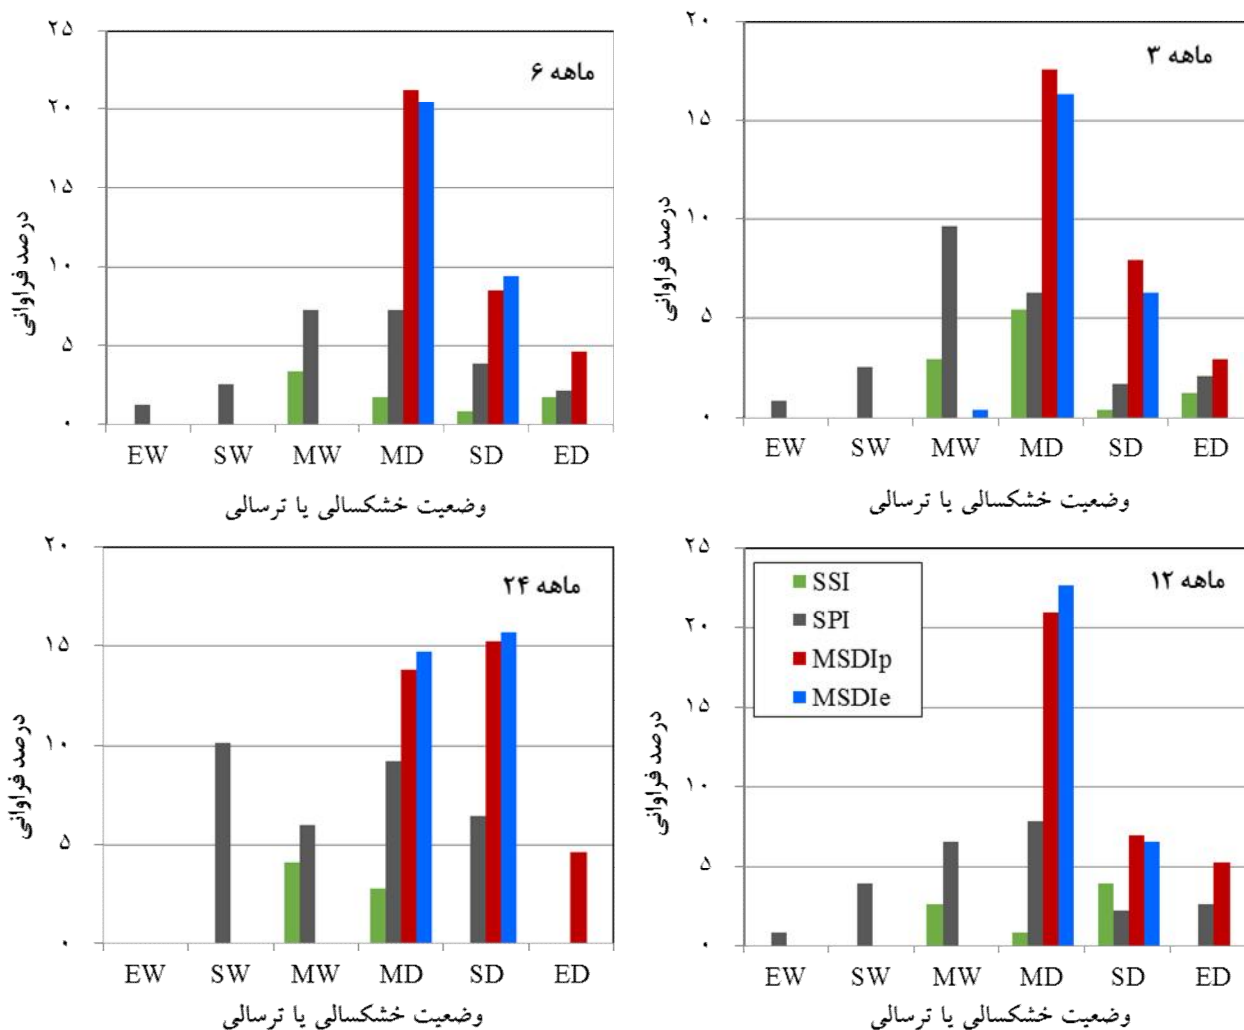 ۳ ماهه
درصد فراوانی
۲۰
۱۵
۱۰
۵
۰
EW SW MW MD SD ED
وضعیت خشکسالی یا ترسالی
۶ ماهه
درصد فراوانی
۲۵
۲۰
۱۵
۱۰
۵
۰
EW SW MW MD SD ED
وضعیت خشکسالی یا ترسالی
۱۲ ماهه
SSI
SPI
MSDIp
MSDIe
درصد فراوانی
۲۵
۲۰
۱۵
۱۰
۵
۰
EW SW MW MD SD ED
وضعیت خشکسالی یا ترسالی
۲۴ ماهه
درصد فراوانی
۲۰
۱۵
۱۰
۵
۰
EW SW MW MD SD ED
وضعیت خشکسالی یا ترسالی